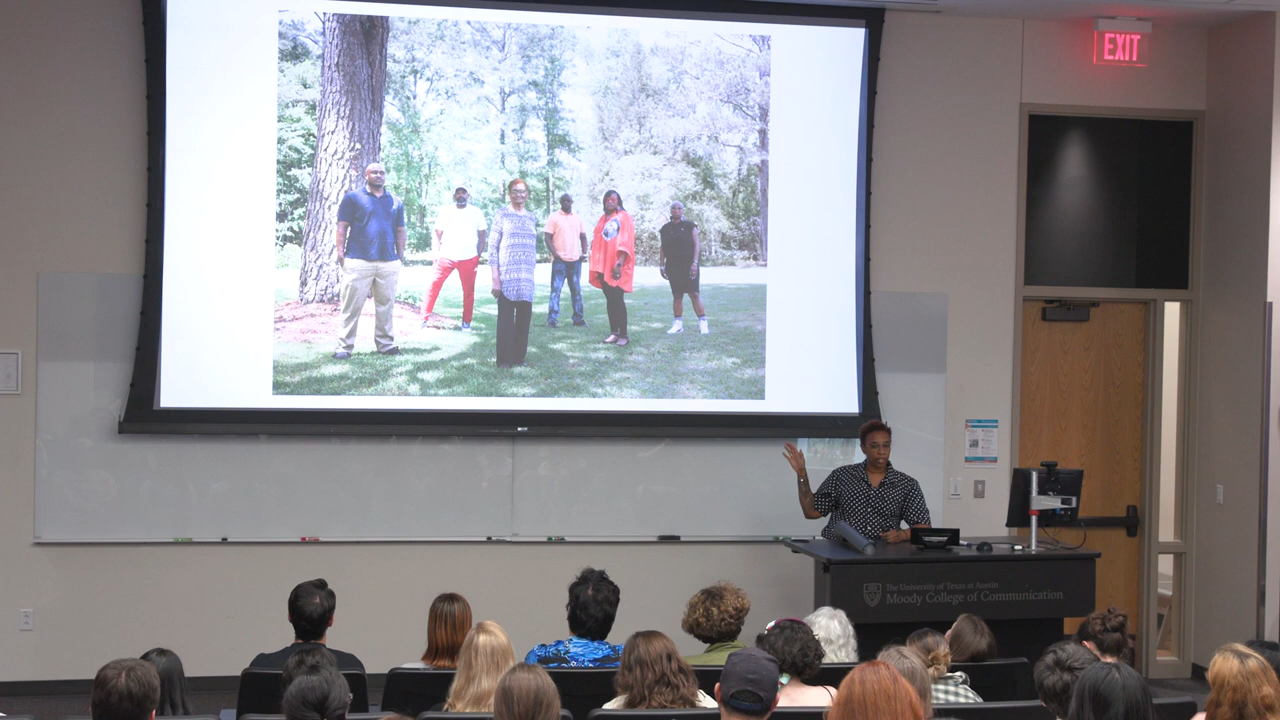 EXIT
The University of Texas at Austin
Moody College of Communication